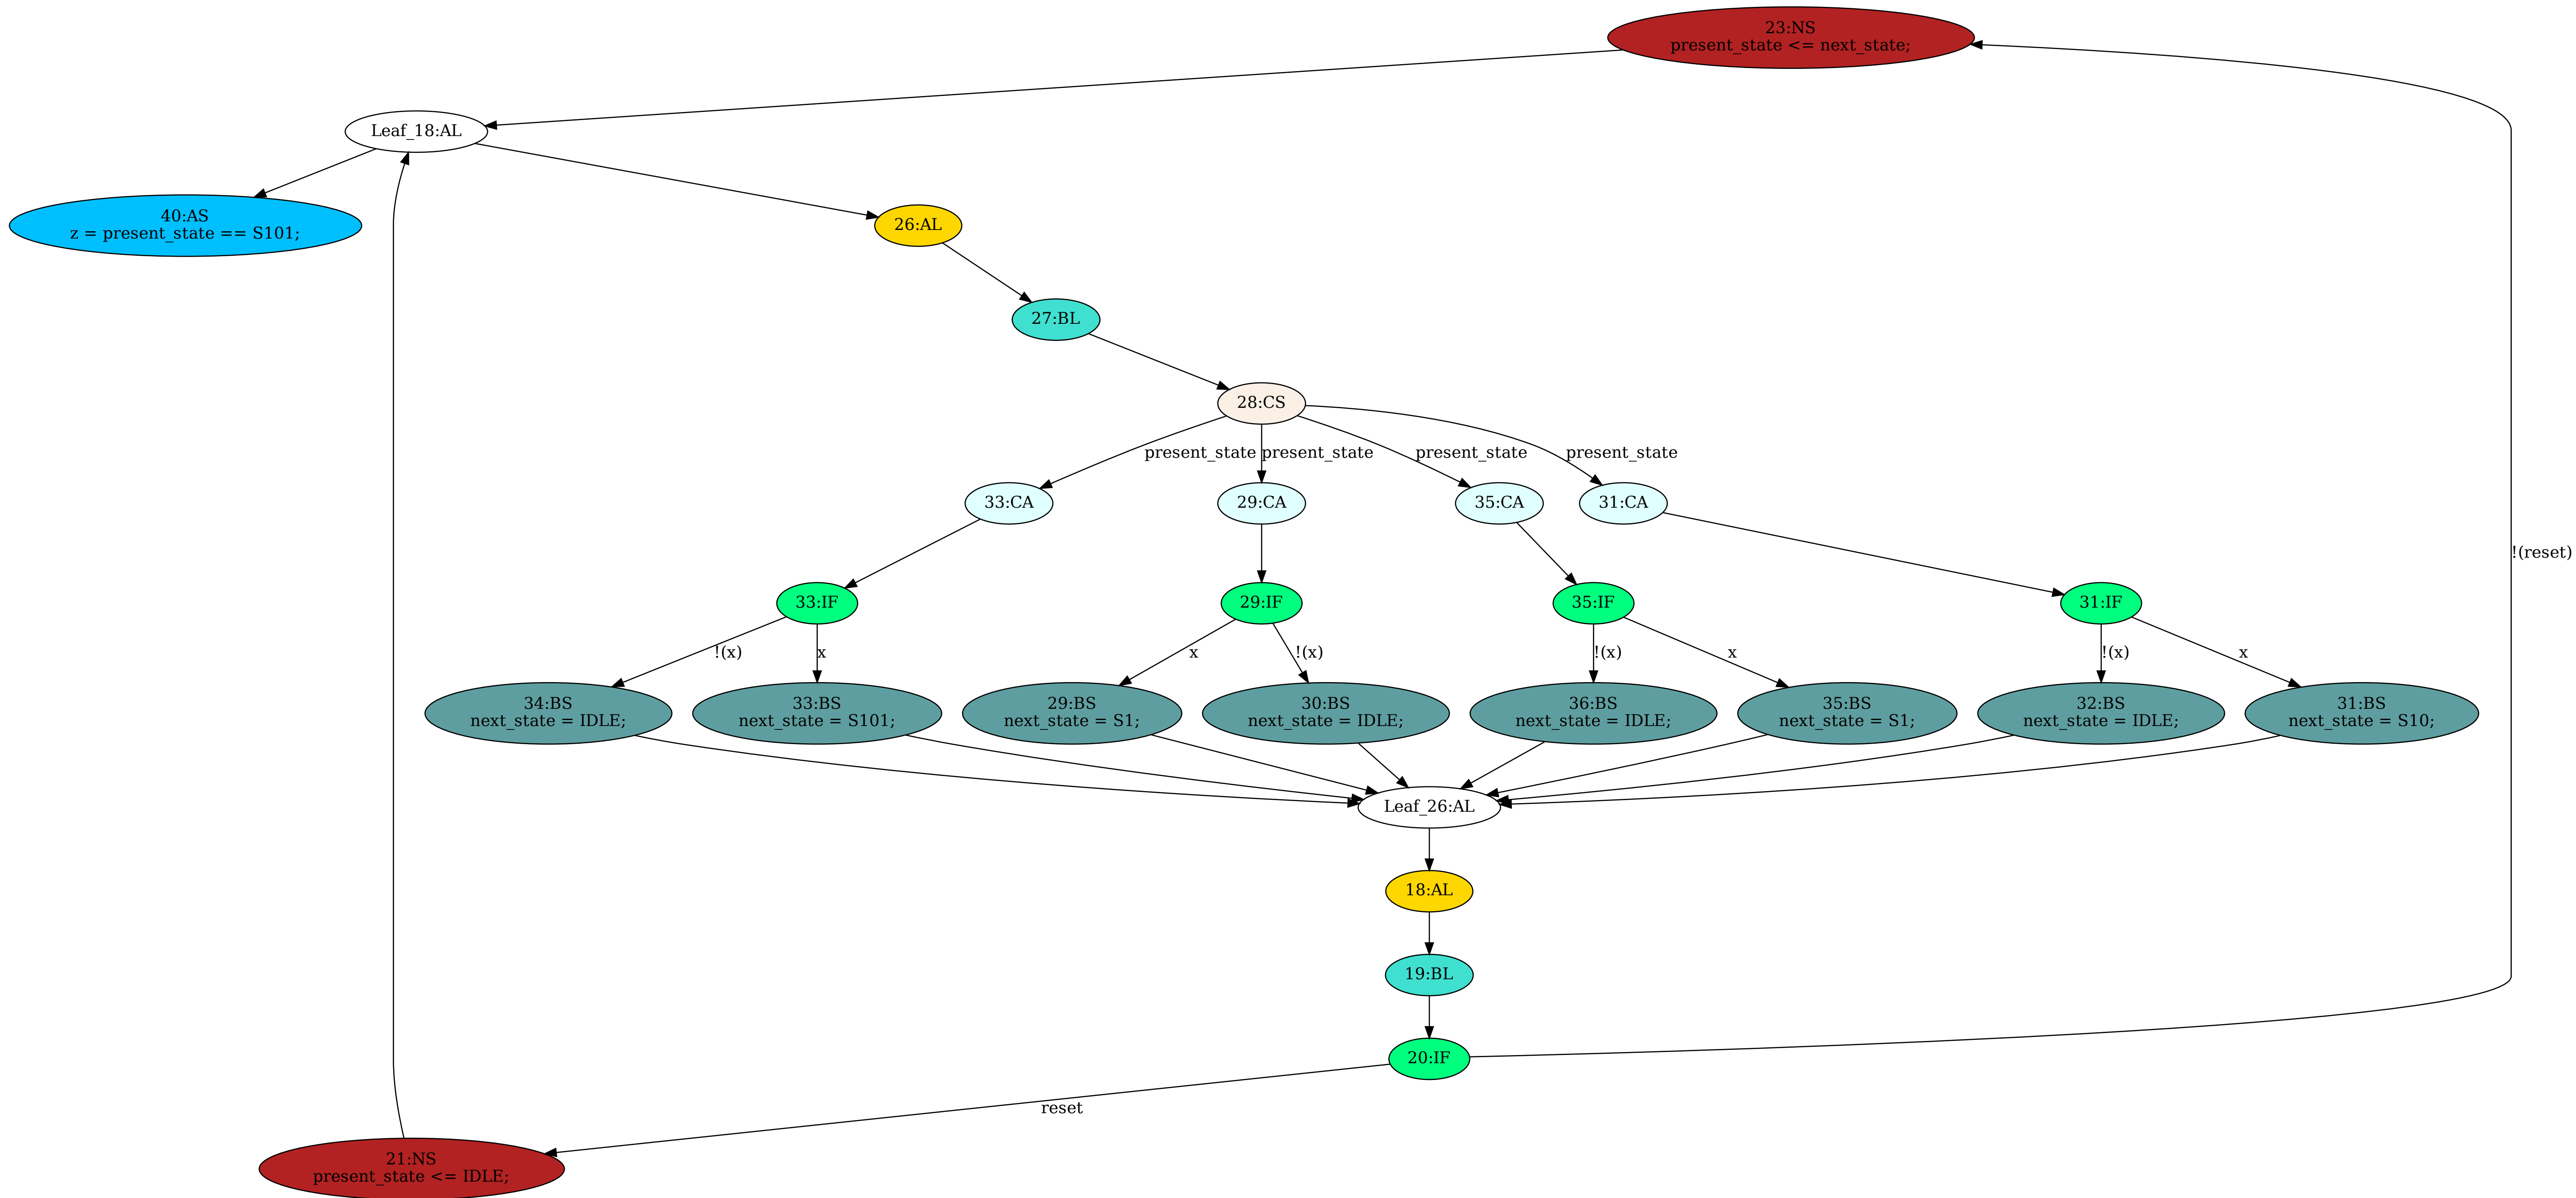 23:NS
present_state <= next_state;
Leaf_18:AL
40:AS
z = present_state == S101;
26:AL
27:BL
28:CS
present_state
present_state
present_state
present_state
33:CA
29:CA
35:CA
31:CA
!(reset)
33:IF
29:IF
35:IF
31:IF
!(x)
x
x
!(x)
!(x)
x
!(x)
x
34:BS
next_state = IDLE;
33:BS
next_state = S101;
29:BS
next_state = S1;
30:BS
next_state = IDLE;
36:BS
next_state = IDLE;
35:BS
next_state = S1;
32:BS
next_state = IDLE;
31:BS
next_state = S10;
Leaf_26:AL
18:AL
19:BL
20:IF
reset
21:NS
present_state <= IDLE;